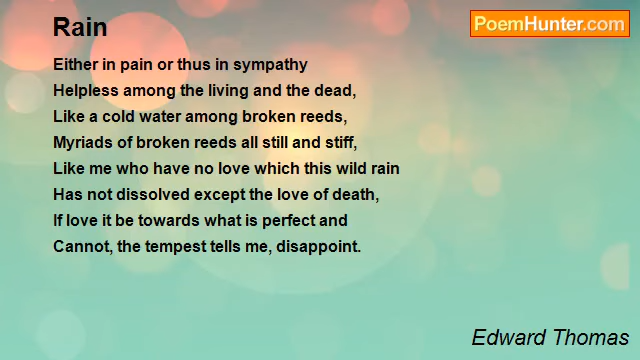 Rain
PoemHunter.com
Either in pain or thus in sympathy
Helpless among the living and the dead,
Like a cold water among broken reeds,
Myriads of broken reeds all still and stiff,
Like me who have no love which this wild rain
Has not dissolved except the love of death,
If love it be towards what is perfect and
Cannot, the tempest tells me, disappoint.
Edward Thomas